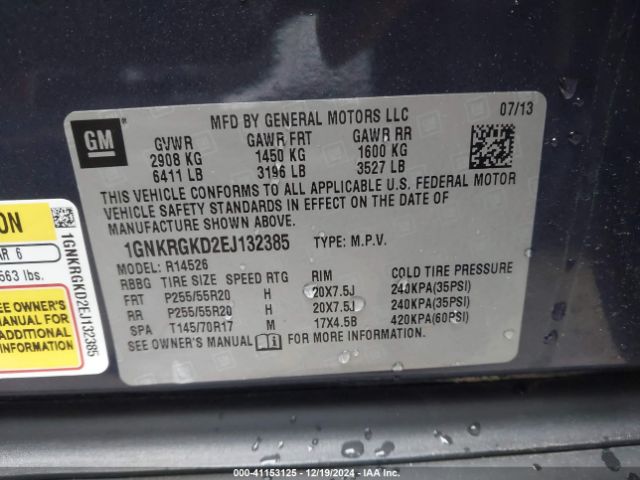 MFD BY GENERAL MOTORS LLC 07/13
GM
GVWR GAWR FRT GAWR RR
2908 KG 1450 KG 1600 KG
6411 LB 3196 LB 3527 LB
THIS VEHICLE CONFORMS TO ALL APPLICABLE U.S. FEDERAL MOTOR
VEHICLE SAFETY STANDARDS IN EFFECT ON THE DATE OF
MANUFACTURE SHOWN ABOVE.
1GNKRGKD2EJ132385 TYPE: M.P.V.
MODEL: R14526
RBBG TIRE SIZE SPEED RTG RIM COLD TIRE PRESSURE
FRT P255/55R20 H 20X7.5J 240KPA(35PSI)
RR P255/55R20 H 20X7.5J 240KPA(35PSI)
SPA T145/70R17 M 17X4.5B 420KPA(60PSI)
SEE OWNER'S MANUAL FOR MORE INFORMATION.
ION
AR 6
563 lbs.
SEE OWNER'S
MANUAL FOR
ADDITIONAL
INFORMATION
1GNKRGKD2EJ132385
000-41153125 - 12/19/2024 - IAA Inc.